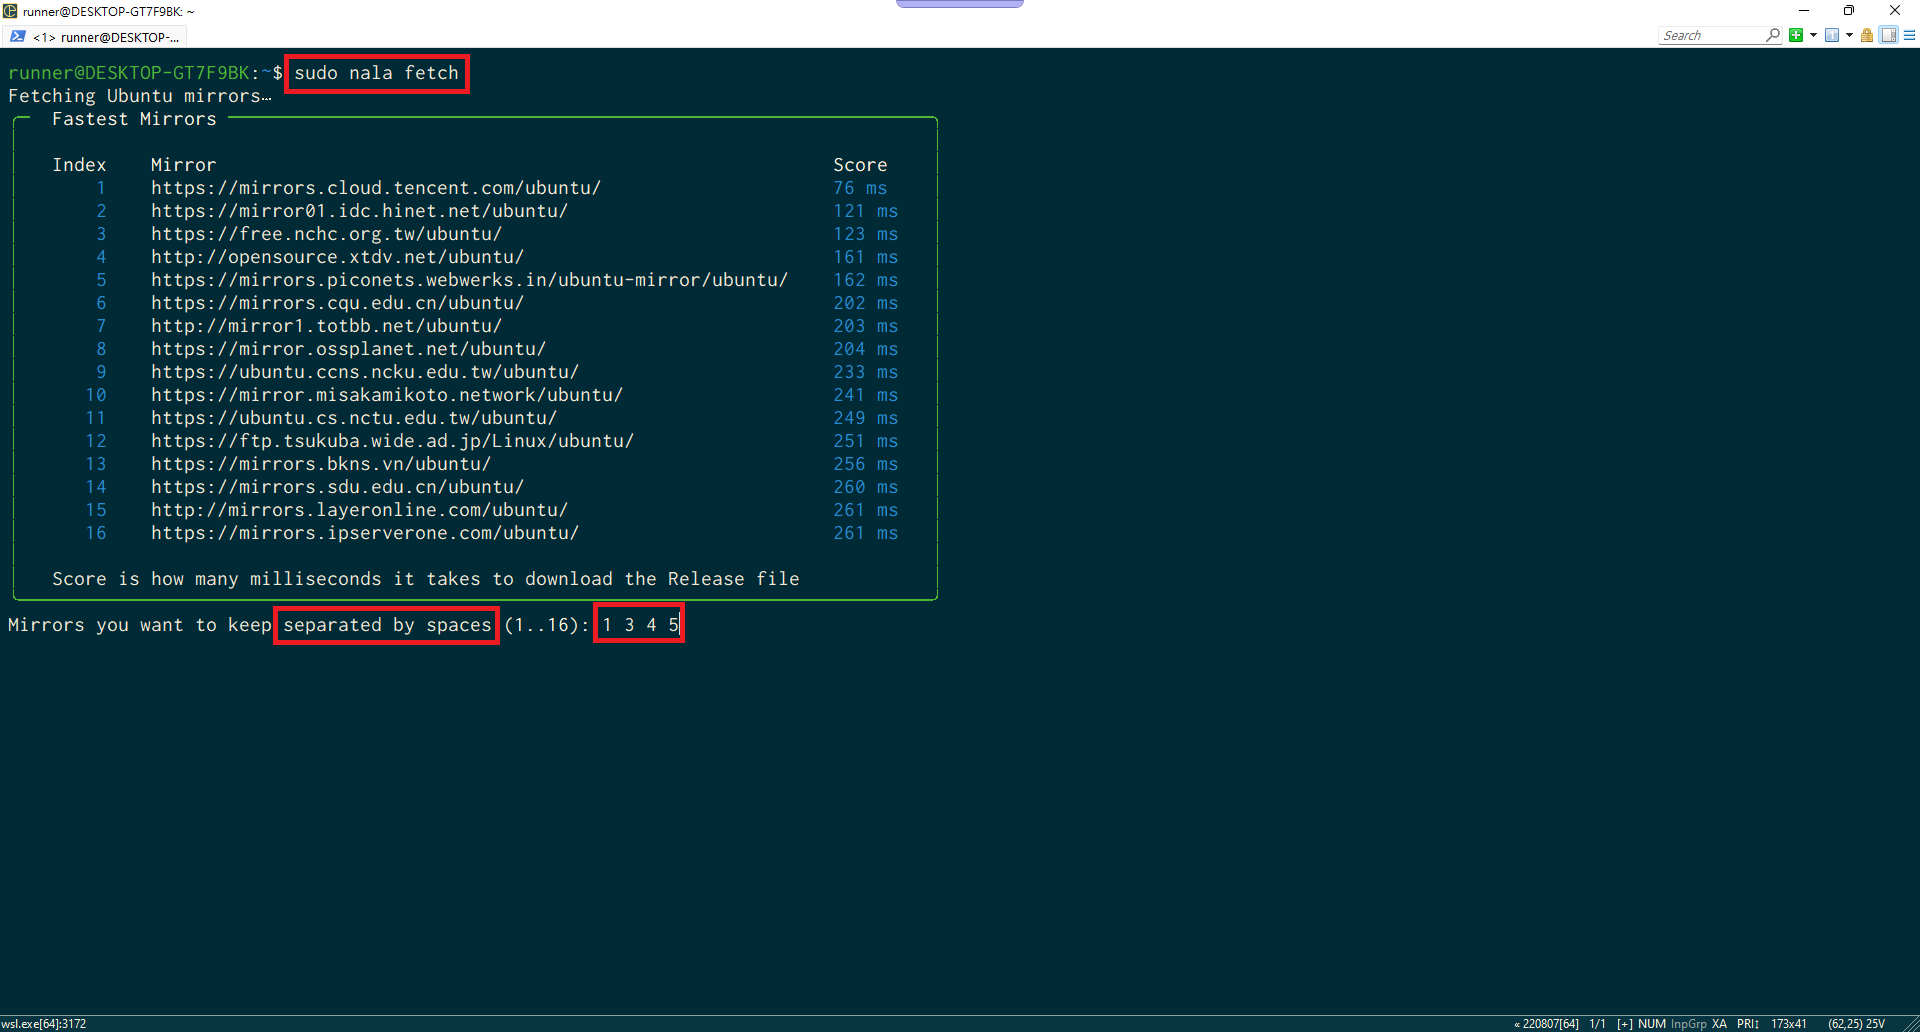 runner@DESKTOP-GT7F9BK: ~
<1> runner@DESKTOP-...
Search
runner@DESKTOP-GT7F9BK:~$ sudo nala fetch
Fetching Ubuntu mirrors…
Fastest Mirrors
Index Mirror Score
1 https://mirrors.cloud.tencent.com/ubuntu/ 76 ms
2 https://mirror01.idc.hinet.net/ubuntu/ 121 ms
3 https://free.nchc.org.tw/ubuntu/ 123 ms
4 http://opensource.xtdv.net/ubuntu/ 161 ms
5 https://mirrors.piconets.webwerks.in/ubuntu-mirror/ubuntu/ 162 ms
6 https://mirrors.cqu.edu.cn/ubuntu/ 202 ms
7 http://mirror1.totbb.net/ubuntu/ 203 ms
8 https://mirror.ossplanet.net/ubuntu/ 204 ms
9 https://ubuntu.ccns.ncku.edu.tw/ubuntu/ 233 ms
10 https://mirror.misakamikoto.network/ubuntu/ 241 ms
11 https://ubuntu.cs.nctu.edu.tw/ubuntu/ 249 ms
12 https://ftp.tsukuba.wide.ad.jp/Linux/ubuntu/ 251 ms
13 https://mirrors.bkns.vn/ubuntu/ 256 ms
14 https://mirrors.sdu.edu.cn/ubuntu/ 260 ms
15 http://mirrors.layeronline.com/ubuntu/ 261 ms
16 https://mirrors.ipserverone.com/ubuntu/ 261 ms
Score is how many milliseconds it takes to download the Release file
Mirrors you want to keep separated by spaces (1..16): 1 3 4 5
wsl.exe[64]:3172 « 220807[64] 1/1 [+] NUM InpGrp XA PRI↕ 173x41 (62,25) 25V